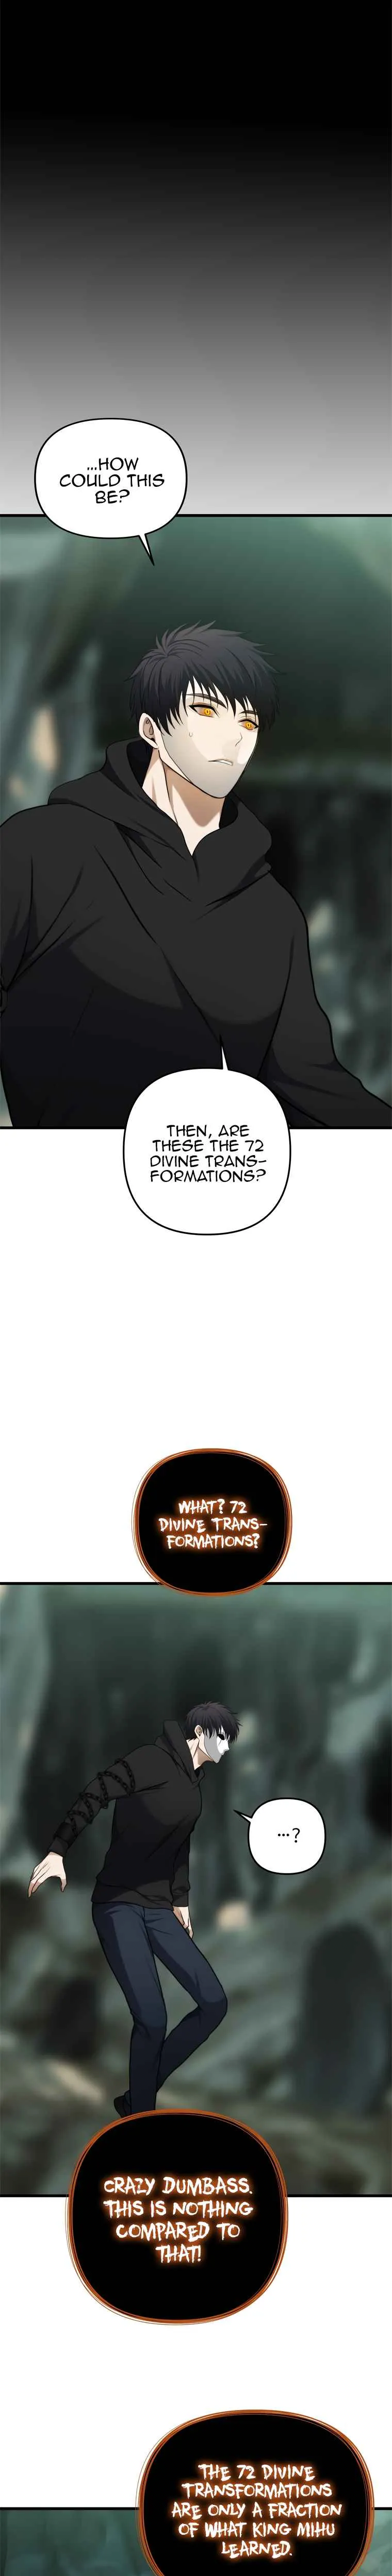 ...HOW
COULD THIS
BE?
THEN, ARE
THESE THE 72
DIVINE TRANS-
FORMATIONS?
WHAT? 72
DIVINE TRANS-
FORMATIONS?
...?
CRAZY DUMBASS.
THIS IS NOTHING
COMPARED TO
THAT!
THE 72 DIVINE
TRANSFORMATIONS
ARE ONLY A FRACTION
OF WHAT KING MIHU
LEARNED.